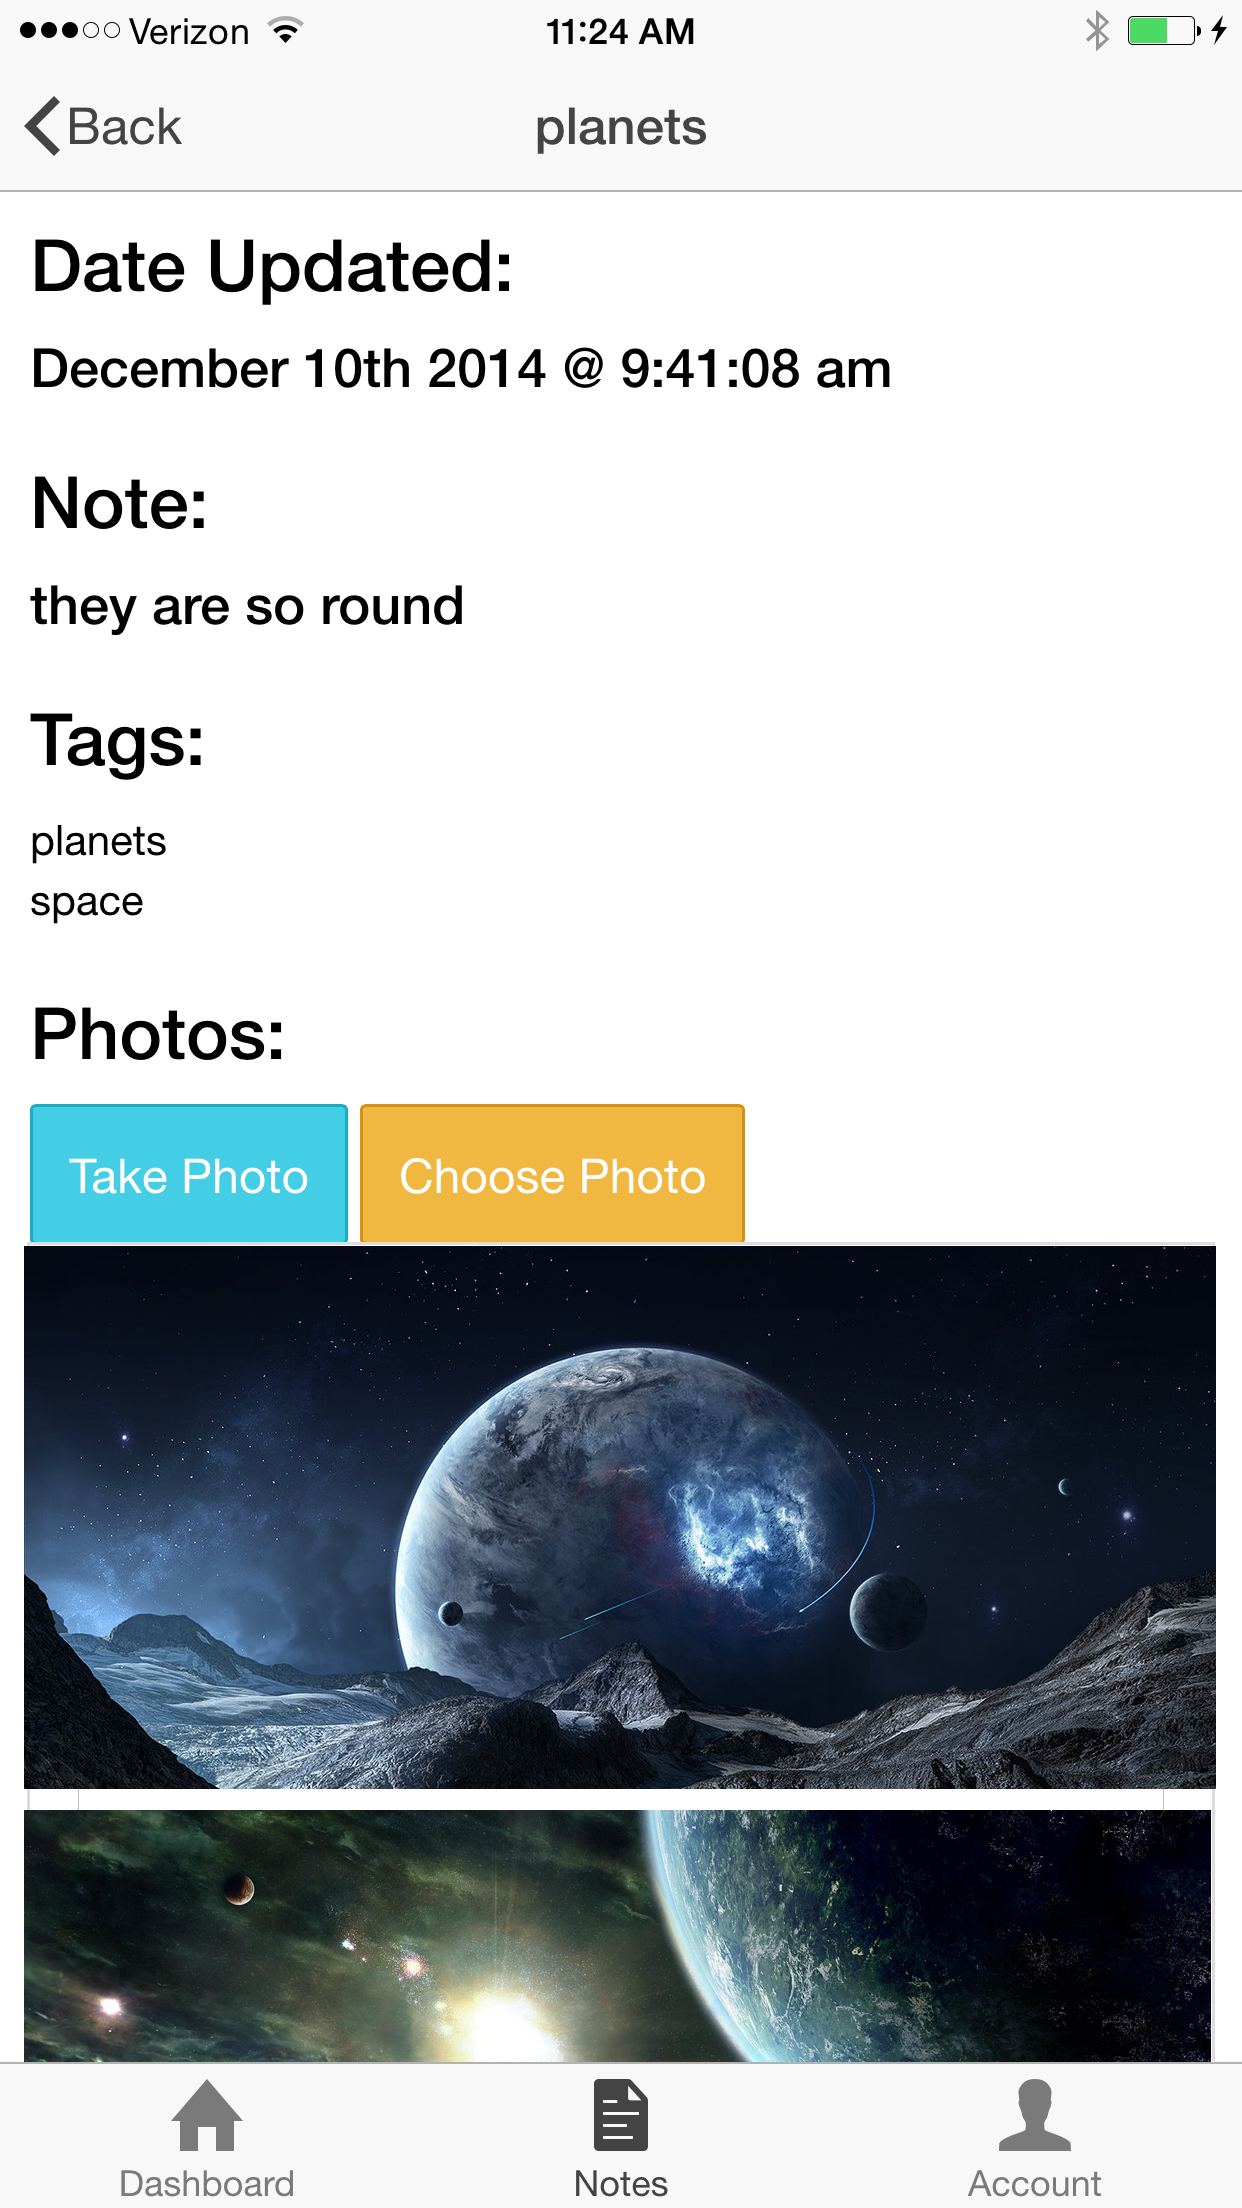 Verizon 11:24 AM
Back planets
Date Updated:
December 10th 2014 @ 9:41:08 am
Note:
they are so round
Tags:
planets
space
Photos:
Take Photo Choose Photo
Dashboard Notes Account